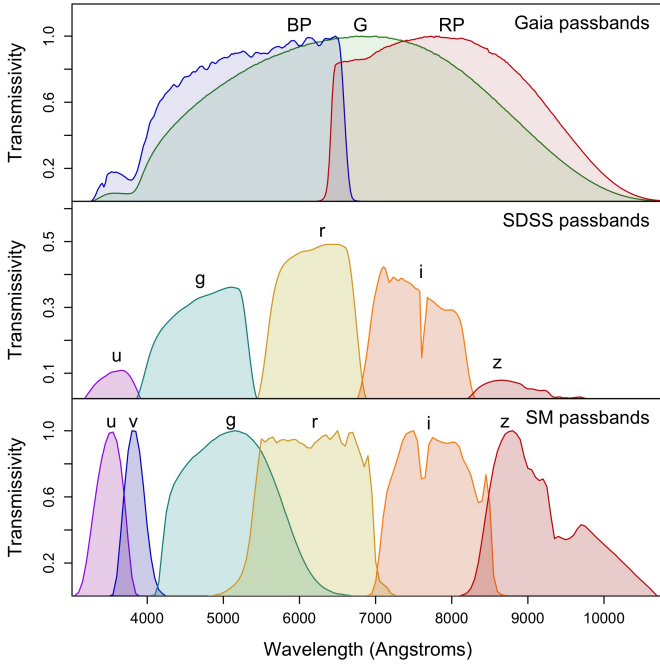 BP G RP Gaia passbands
Transmissivity
1.0
0.6
0.2
SDSS passbands
Transmissivity
0.5
0.3
0.1
u g r i z
SM passbands
Transmissivity
1.0
0.6
0.2
u v g r i z
4000 5000 6000 7000 8000 9000 10000
Wavelength (Angstroms)